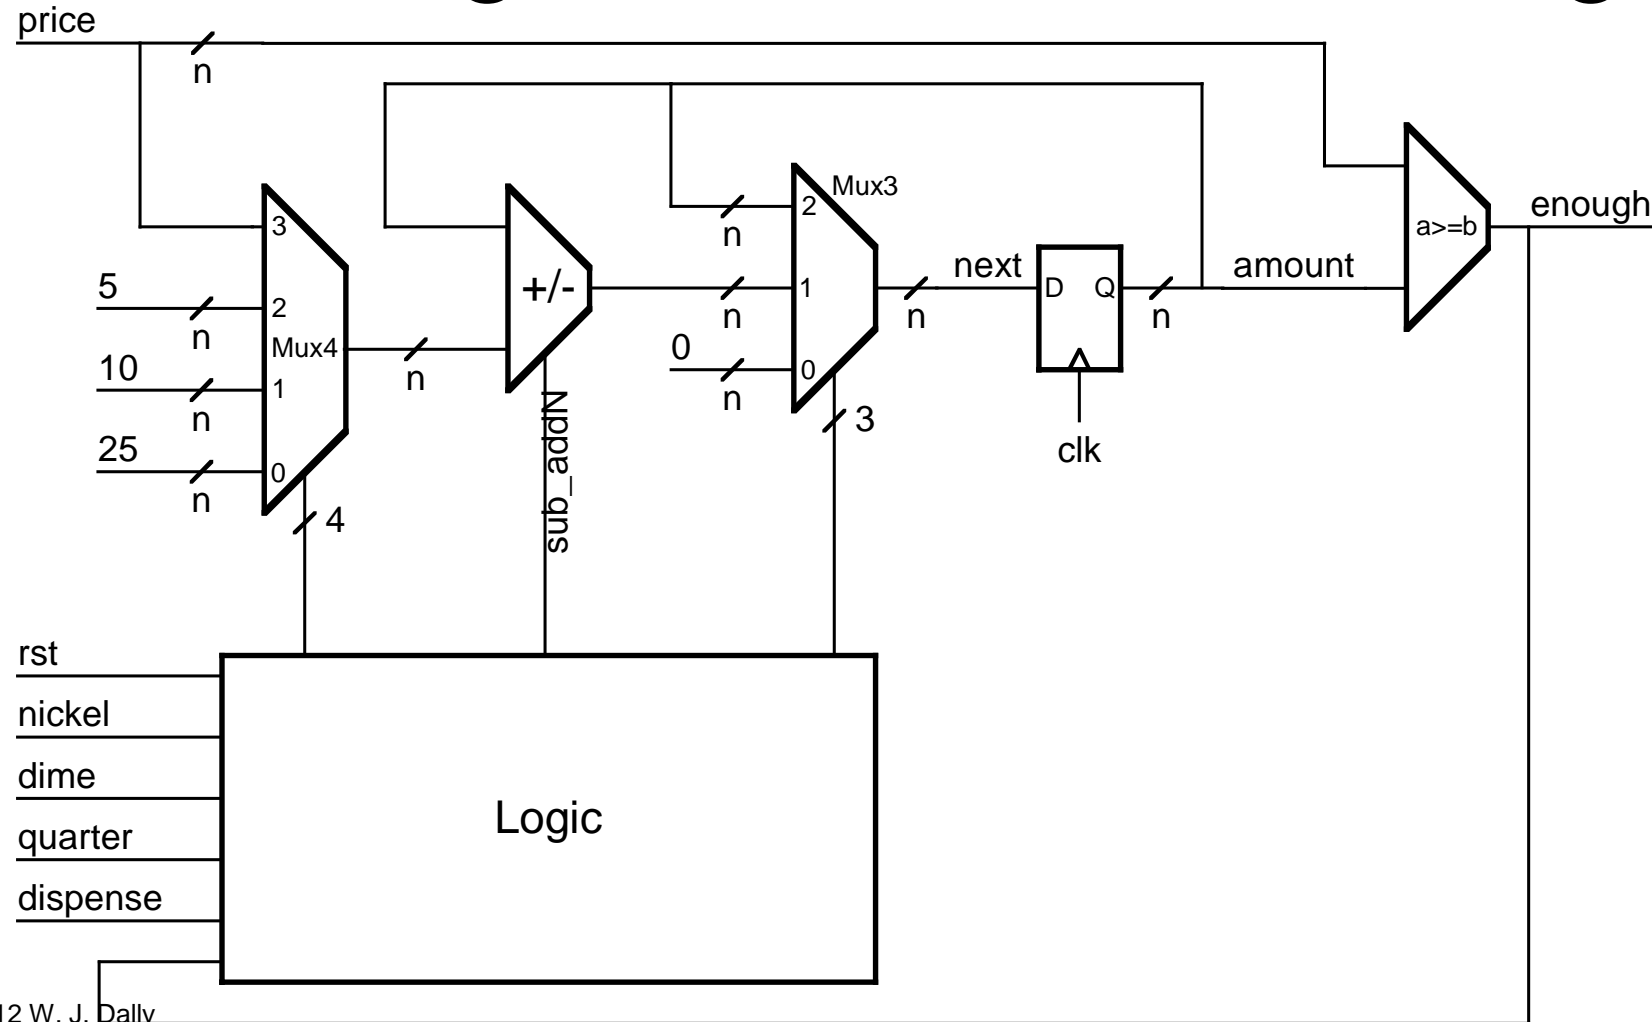 price
n
Mux3
3
2
n
enough
a>=b
5
n
2
+/-
next
D
Q
n
amount
1
n
n
Mux4
n
0
n
0
10
n
1
3
clk
25
n
0
4
sub_addN
rst
nickel
dime
quarter
dispense
Logic
12 W. J. Dally